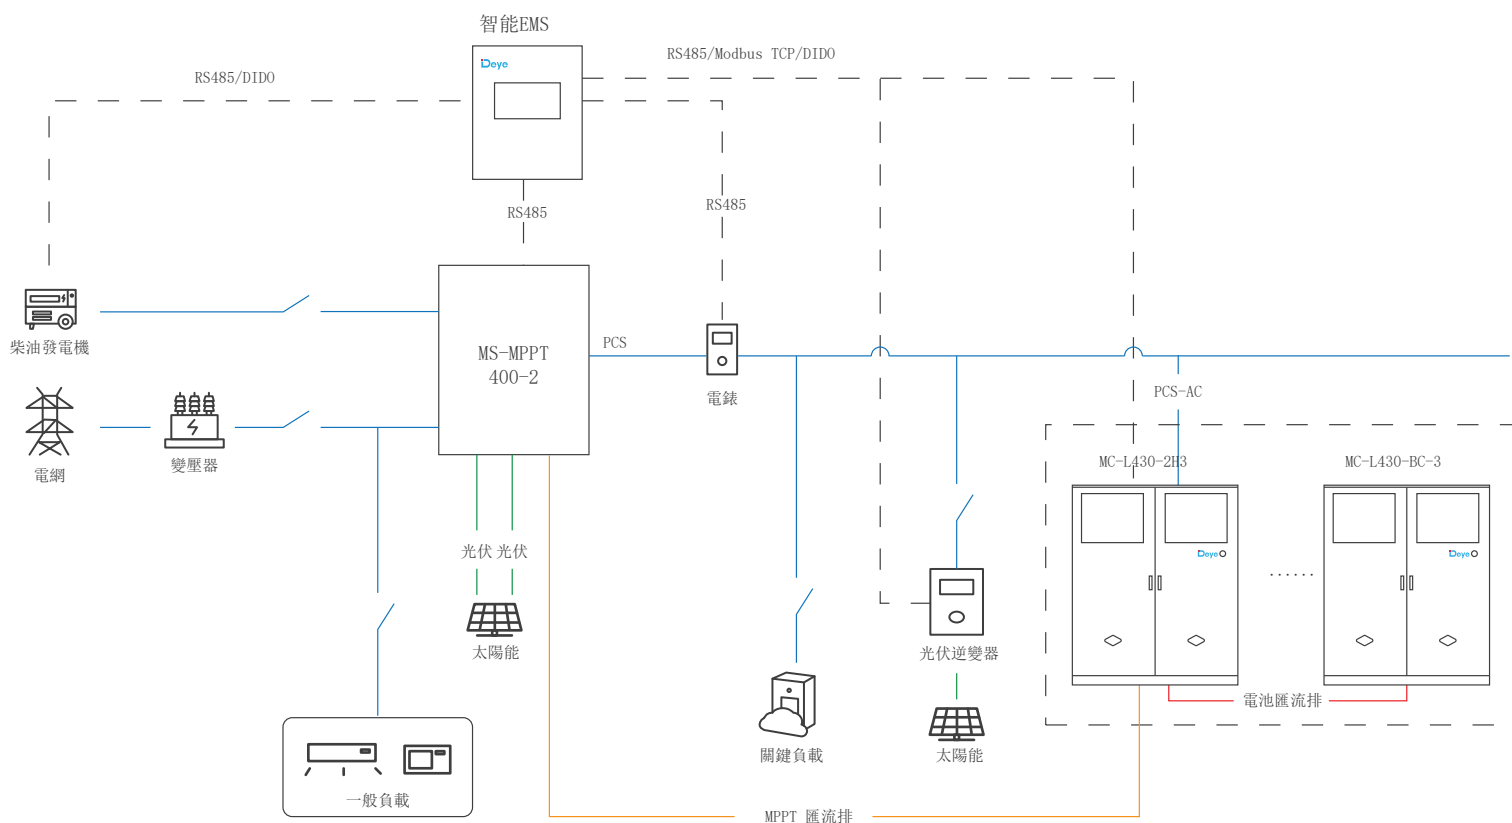 智能EMS
Deye
RS485/Modbus TCP/DIDO
RS485/DIDO
RS485
RS485
柴油發電機
MS-MPPT
400-2
PCS
電錶
PCS-AC
電網
變壓器
MC-L430-2H3
MC-L430-BC-3
光伏 光伏
Deye
Deye
······
太陽能
光伏逆變器
電池匯流排
關鍵負載
太陽能
一般負載
MPPT 匯流排